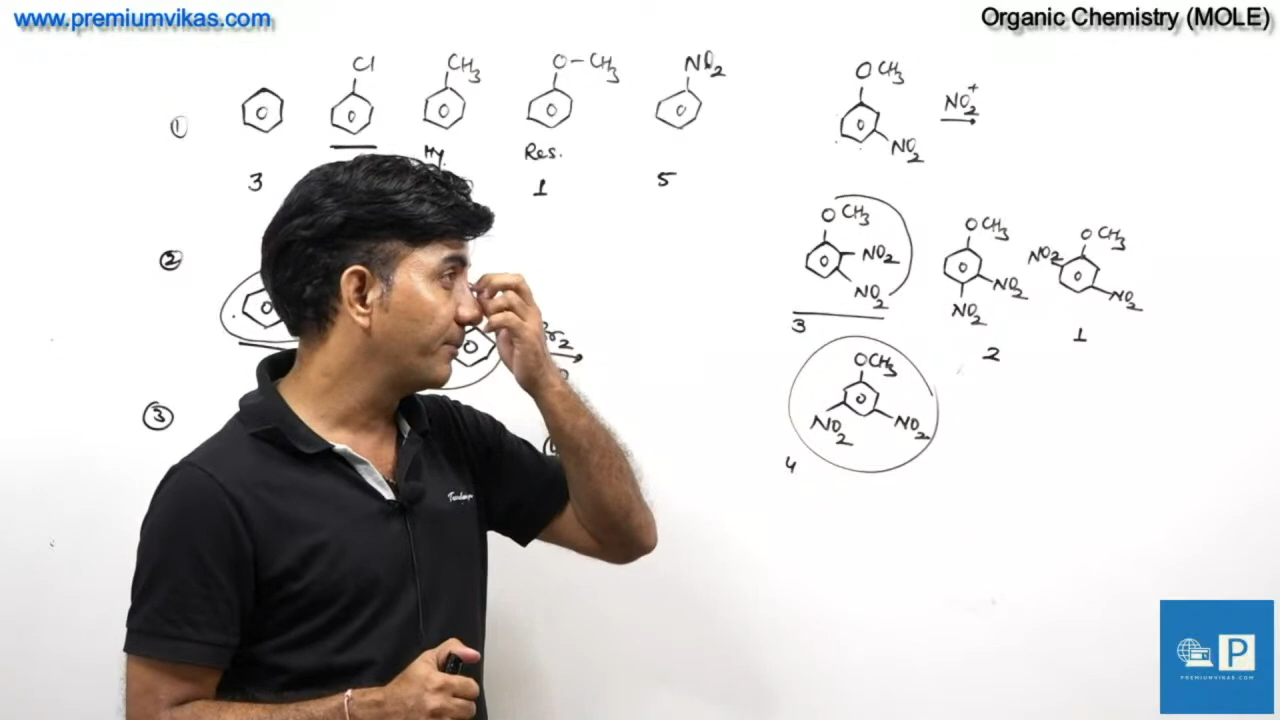 www.premiumvikas.com
Organic Chemistry (MOLE)
Cl
CH3
O-CH3
NO2
①
Hy.
Res.
3
1
5
②
Br2
③
OCH3
NO2
NO2+
OCH3
NO2
NO2
3
OCH3
NO2
NO2
2
OCH3
NO2
NO2
1
OCH3
NO2
NO2
4
P
PREMIUMVIKAS.COM